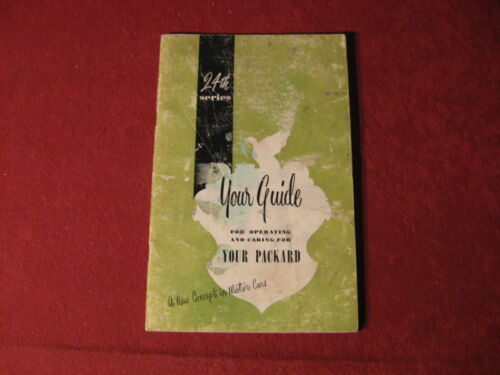 24th
series
Your Guide
FOR OPERATING
AND CARING FOR
YOUR PACKARD
A New Concept in Motor Cars